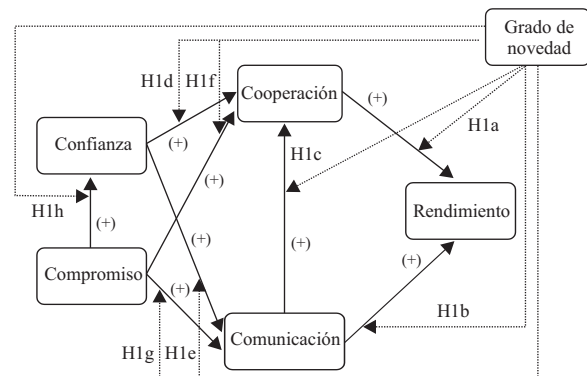 Grado de
novedad
H1d
H1f
Cooperación
(+)
H1a
Confianza
(+)
H1c
(+)
H1h
(+)
Rendimiento
(+)
(+)
(+)
Compromiso
(+)
Comunicación
H1b
H1g
H1e